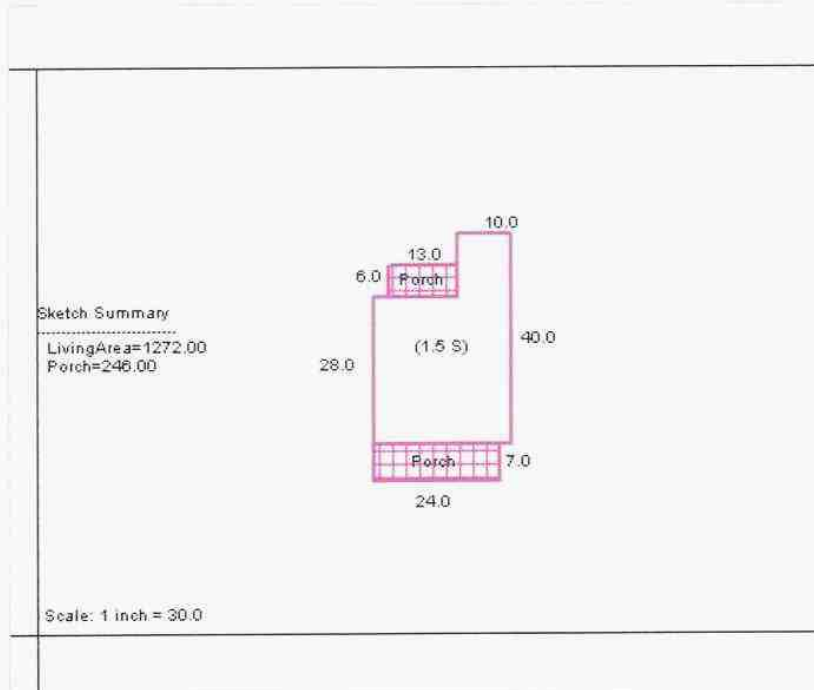 10.0
13.0
6.0
Porch
Sketch Summary
LivingArea=1272.00
Porch=246.00
(1.5 S)
40.0
28.0
Porch
7.0
24.0
Scale: 1 inch = 30.0